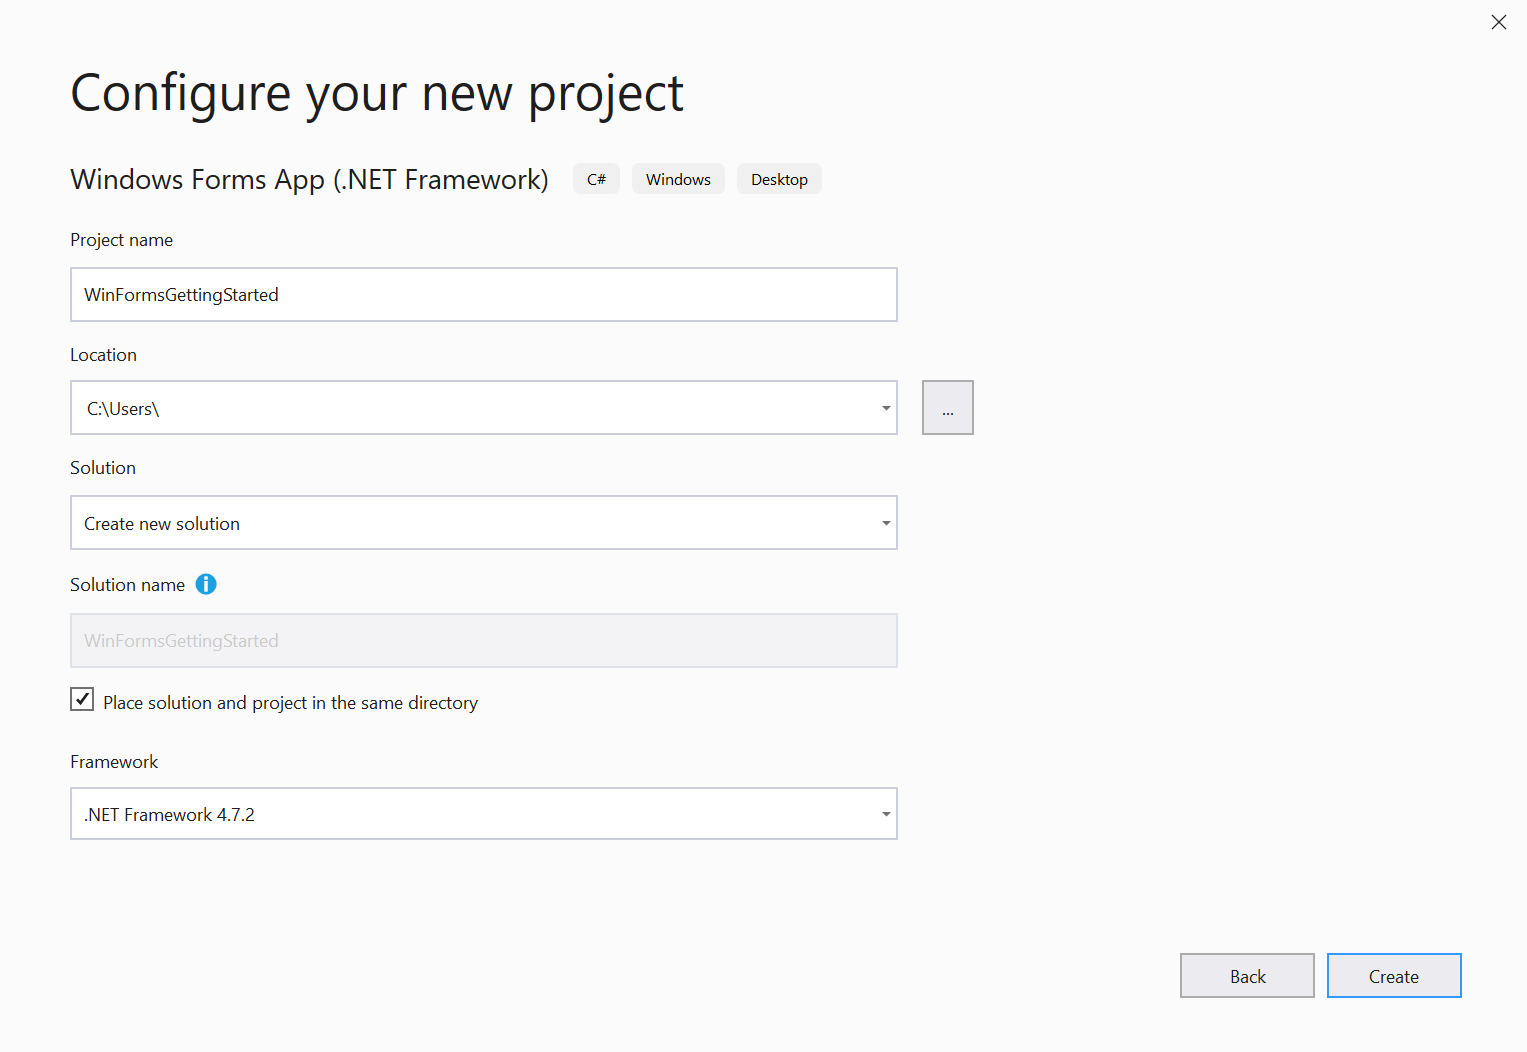 Configure your new project
Windows Forms App (.NET Framework) C# Windows Desktop
Project name
WinFormsGettingStarted
Location
C:\Users\
...
Solution
Create new solution
Solution name
WinFormsGettingStarted
Place solution and project in the same directory
Framework
.NET Framework 4.7.2
Back Create